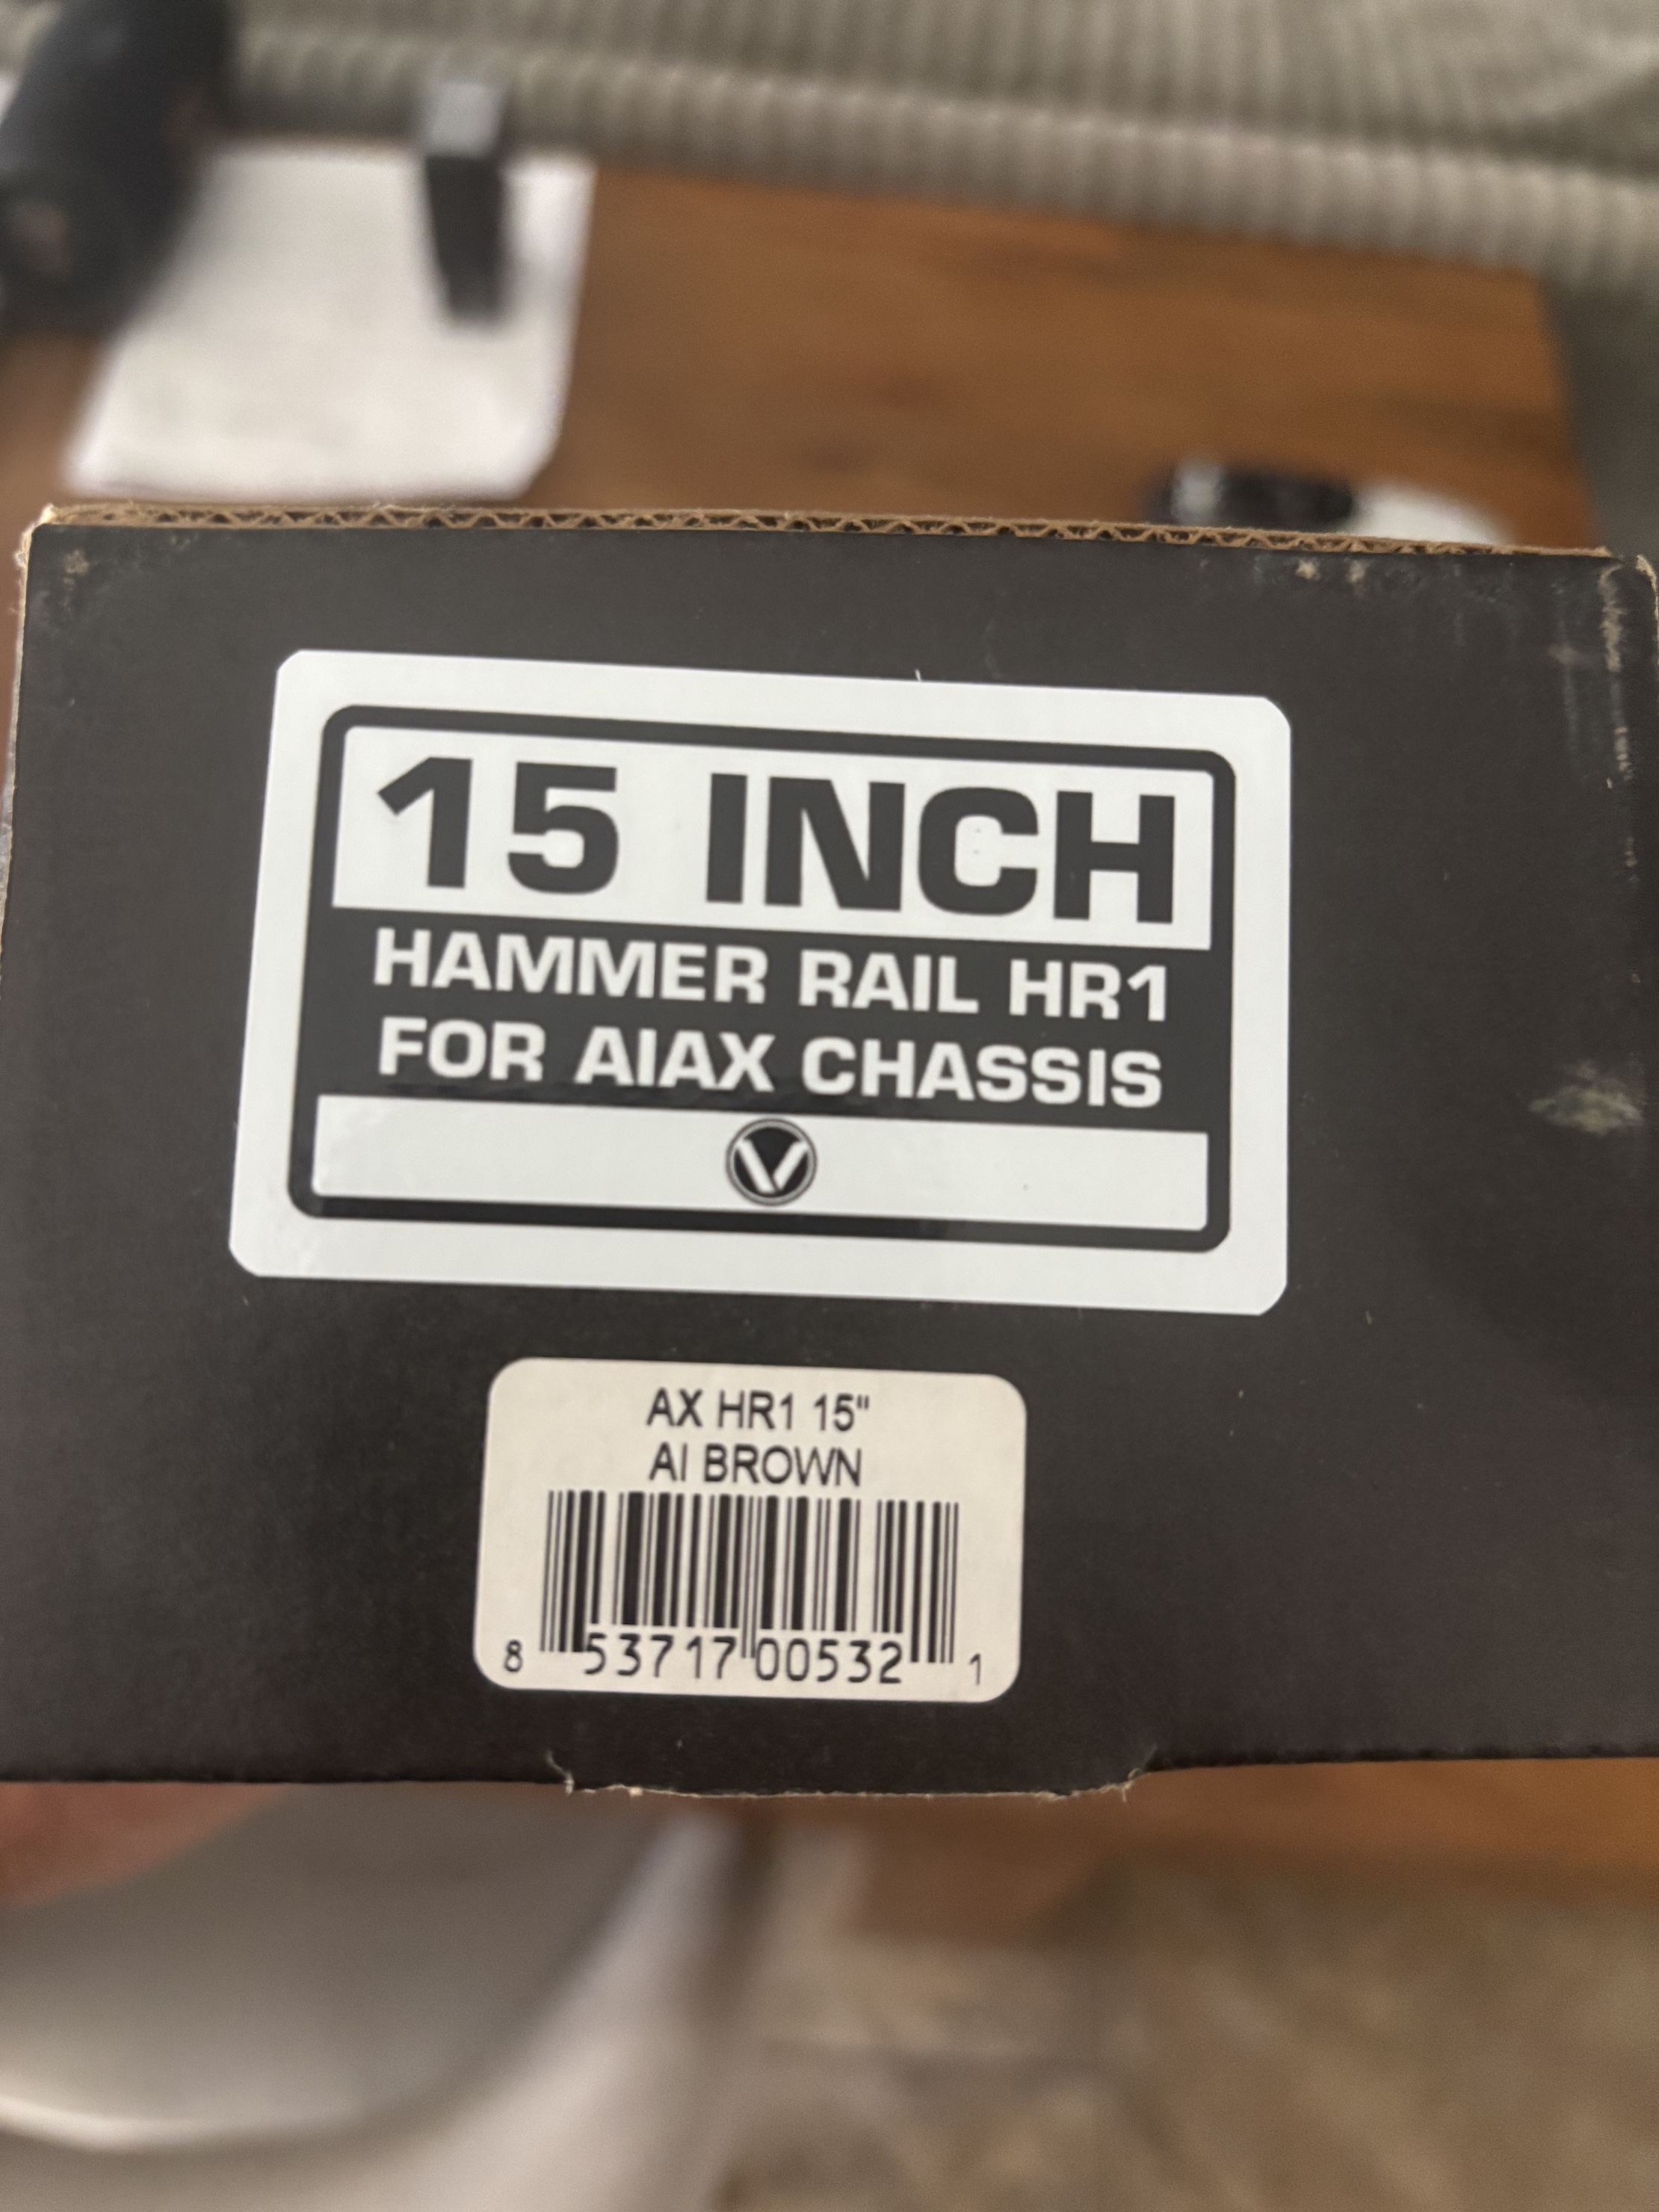 15 INCH
HAMMER RAIL HR1
FOR AIAX CHASSIS
AX HR1 15"
AI BROWN
8 53717 00532 1